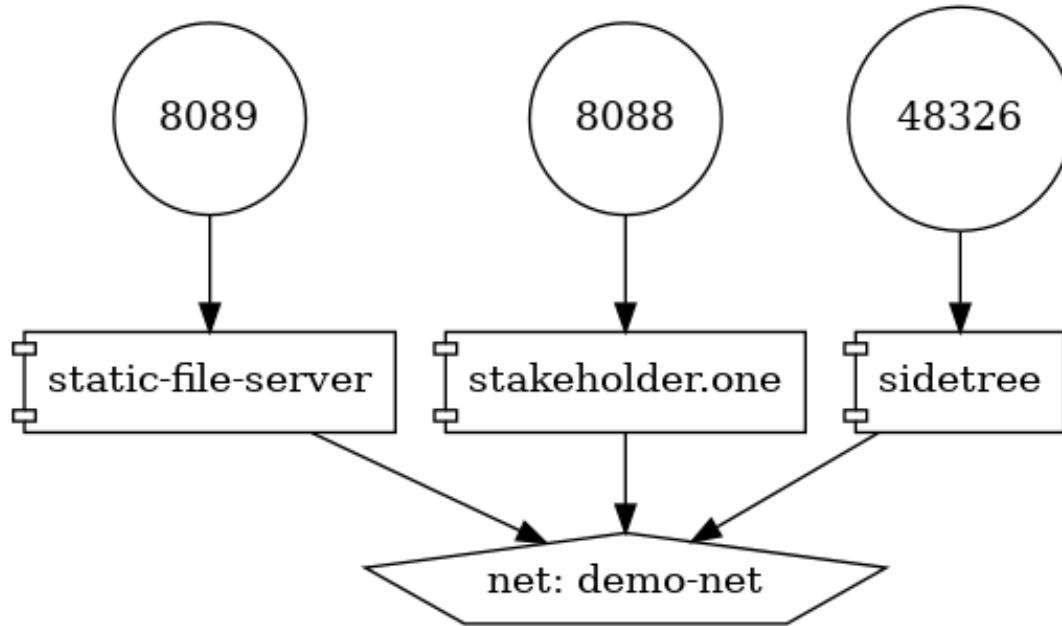 8089
8088
48326
static-file-server
stakeholder.one
sidetree
net: demo-net